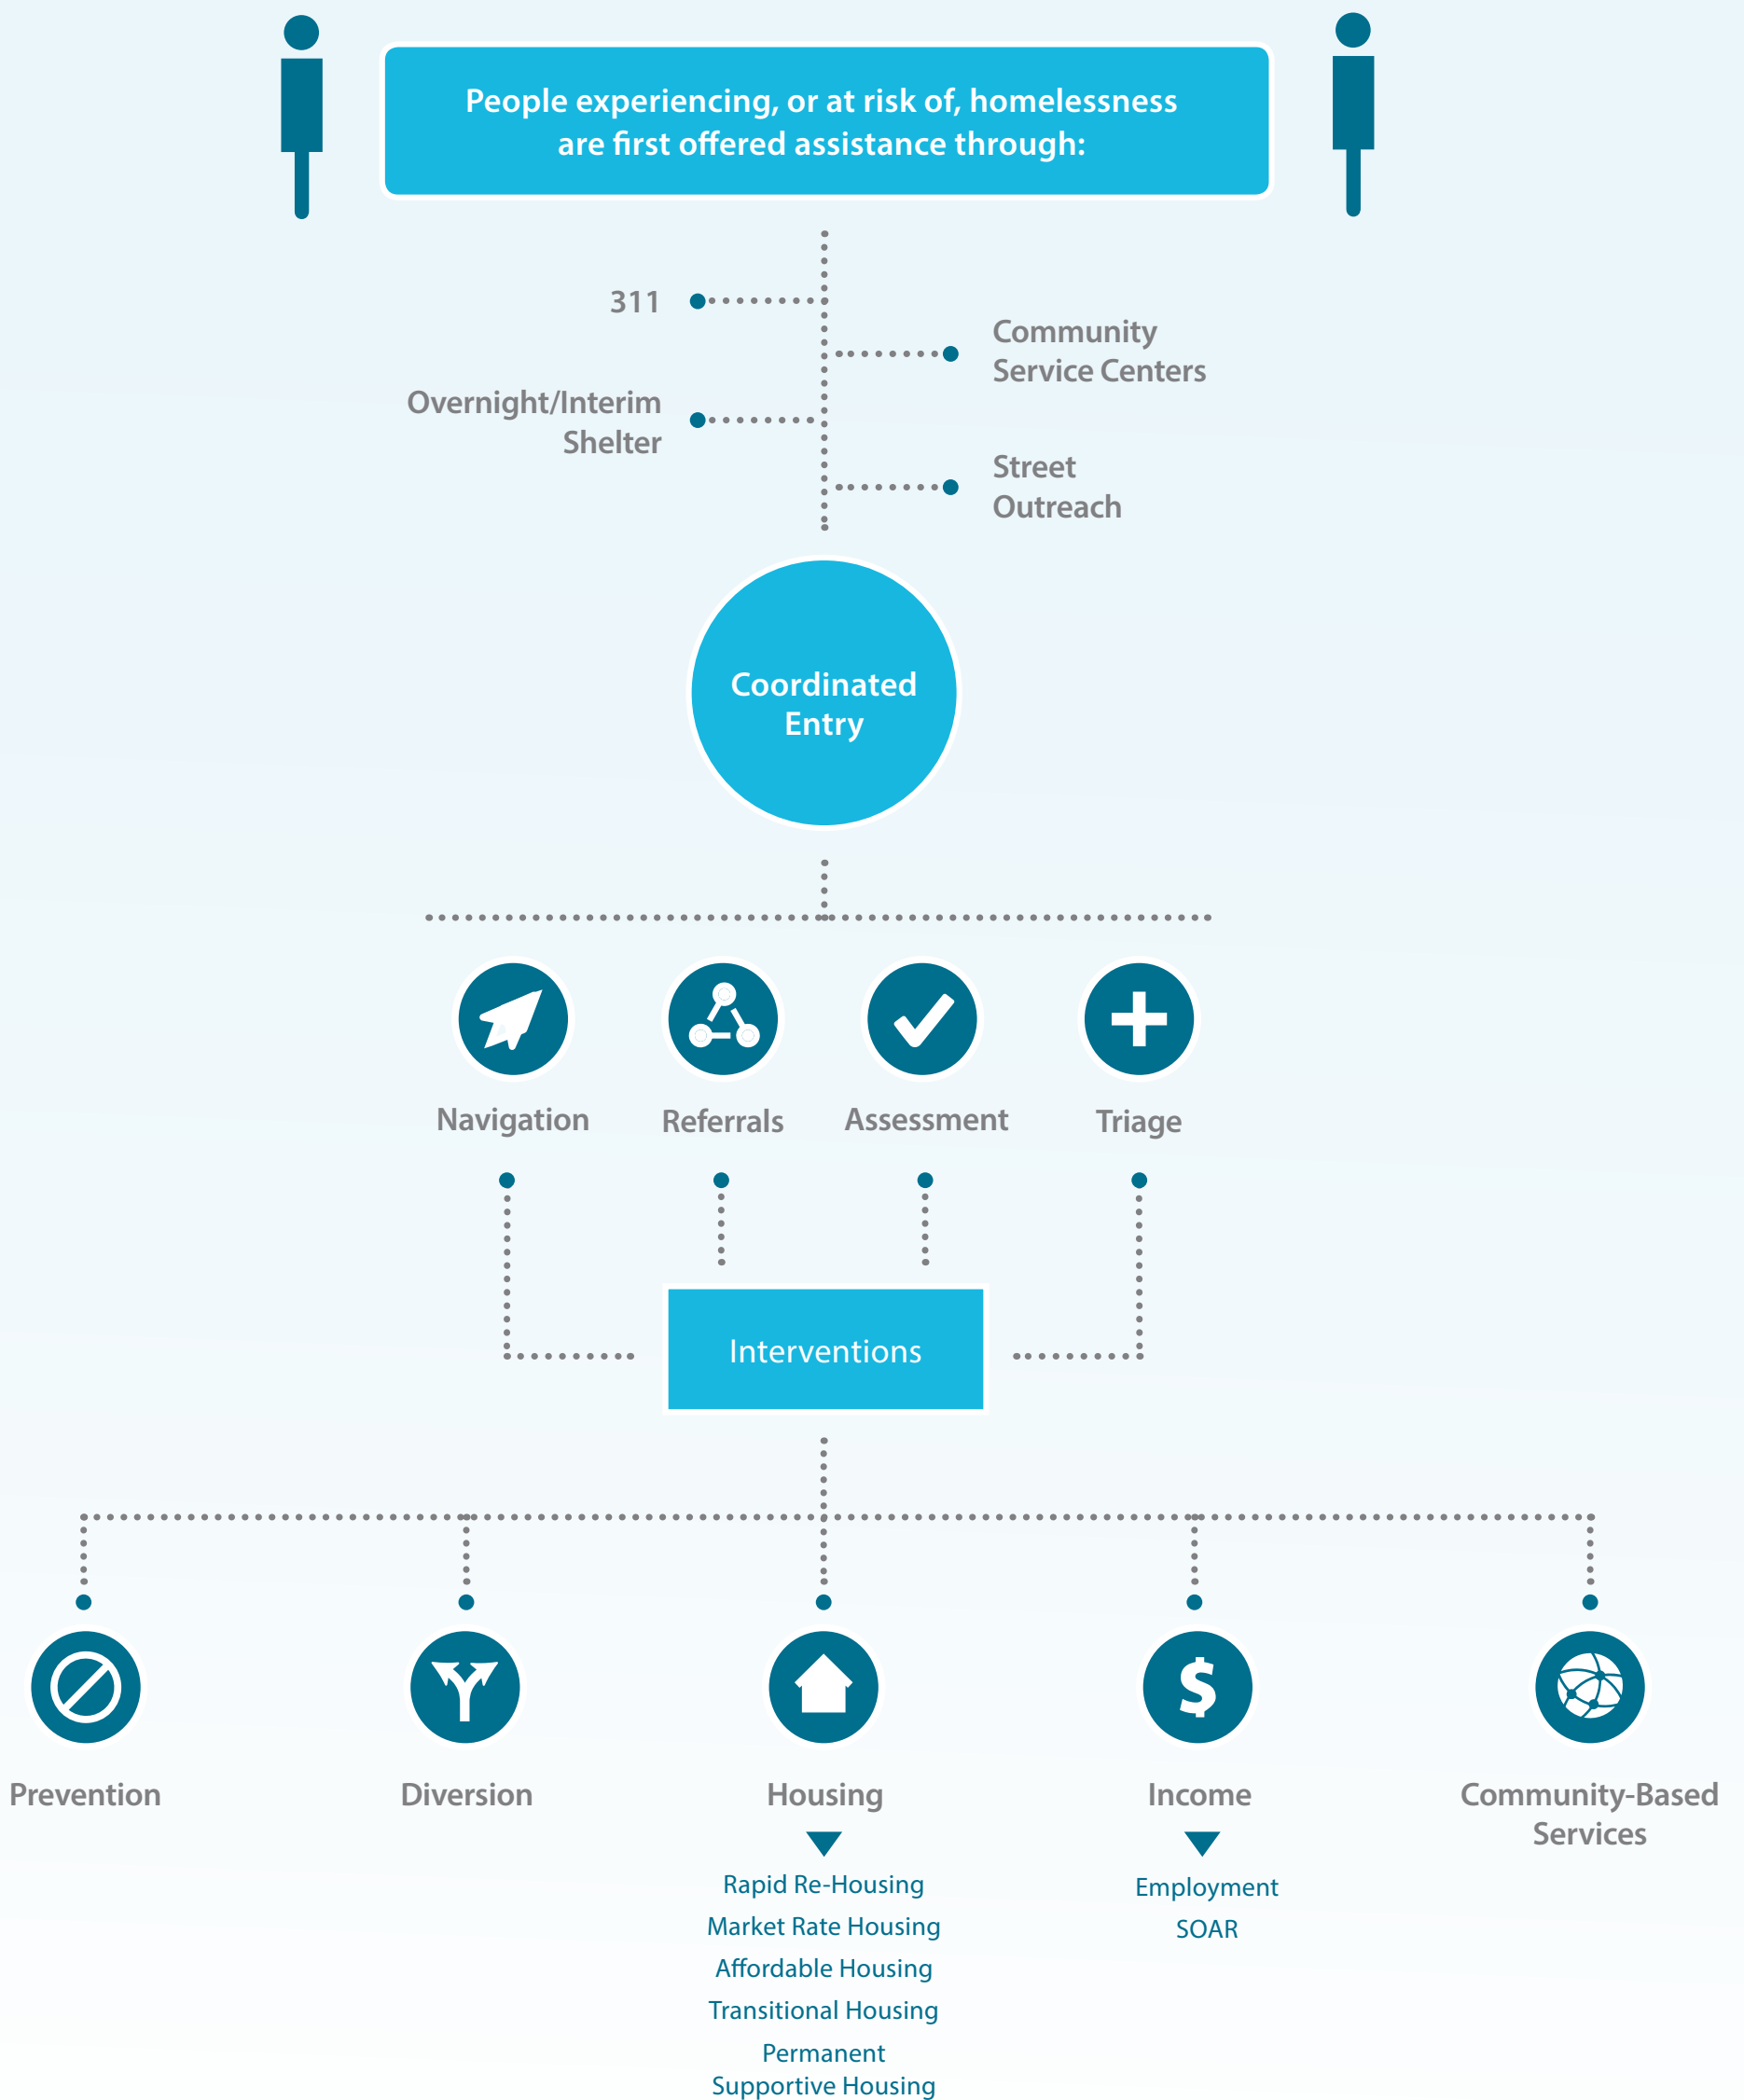 People experiencing, or at risk of, homelessness
are first offered assistance through:
311
Community
Service Centers
Overnight/Interim
Shelter
Street
Outreach
Coordinated
Entry
Navigation
Referrals
Assessment
Triage
Interventions
Prevention
Diversion
Housing
Rapid Re-Housing
Market Rate Housing
Affordable Housing
Transitional Housing
Permanent
Supportive Housing
Income
Employment
SOAR
Community-Based
Services